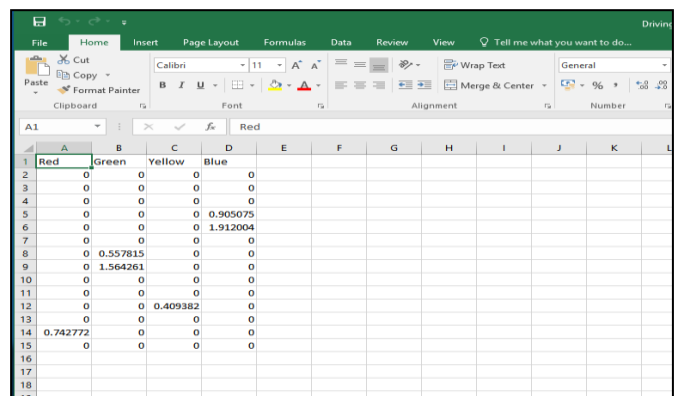 Driving
File Home Insert Page Layout Formulas Data Review View Tell me what you want to do...
Paste
Cut
Copy
Format Painter
Clipboard
Calibri 11 A A
B I U A
Font
Wrap Text
Merge & Center
Alignment
General
% ,
Number
A1 fx Red
A B C D E F G H I J K L
1 Red Green Yellow Blue
2 0 0 0 0
3 0 0 0 0
4 0 0 0 0
5 0 0 0 0.905075
6 0 0 0 1.912004
7 0 0 0 0
8 0 0.557815 0 0
9 0 1.564261 0 0
10 0 0 0 0
11 0 0 0 0
12 0 0 0.409382 0
13 0 0 0 0
14 0.742772 0 0 0
15 0 0 0 0
16
17
18